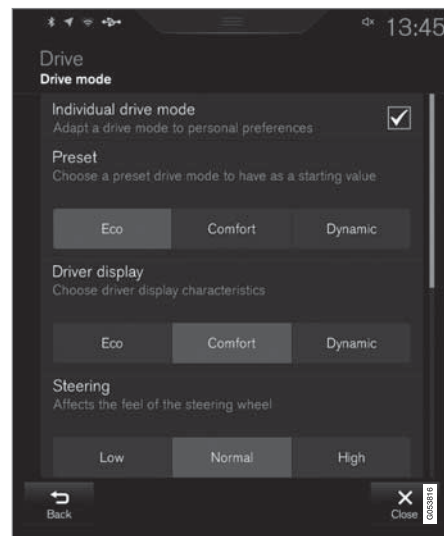 13:45
Drive
Drive mode
Individual drive mode
Adapt a drive mode to personal preferences
Preset
Choose a preset drive mode to have as a starting value
Eco Comfort Dynamic
Driver display
Choose driver display characteristics
Eco Comfort Dynamic
Steering
Affects the feel of the steering wheel
Low Normal High
Back Close
G053816